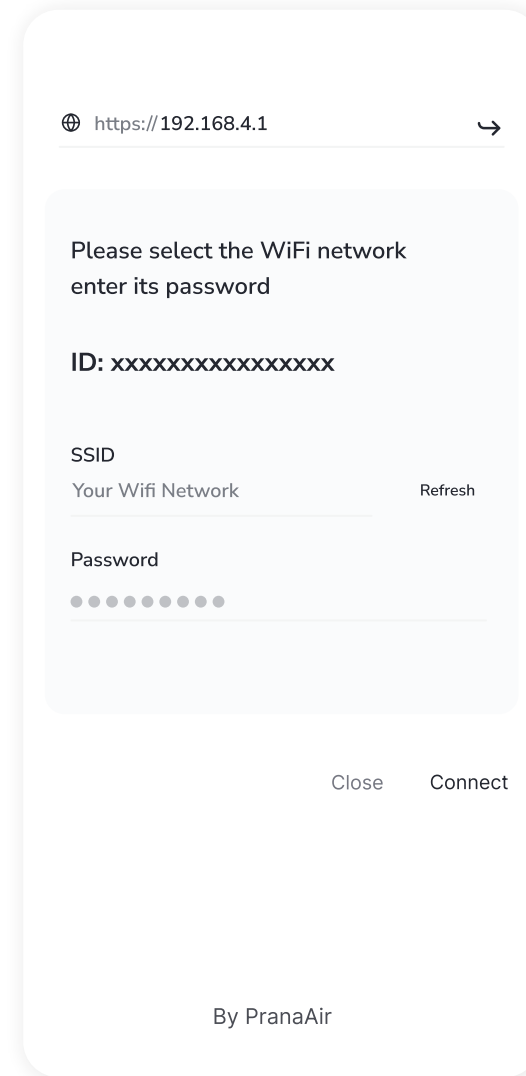 https://192.168.4.1
Please select the WiFi network
enter its password
ID: xxxxxxxxxxxxxxxx
SSID
Your Wifi Network
Refresh
Password
Close
Connect
By PranaAir